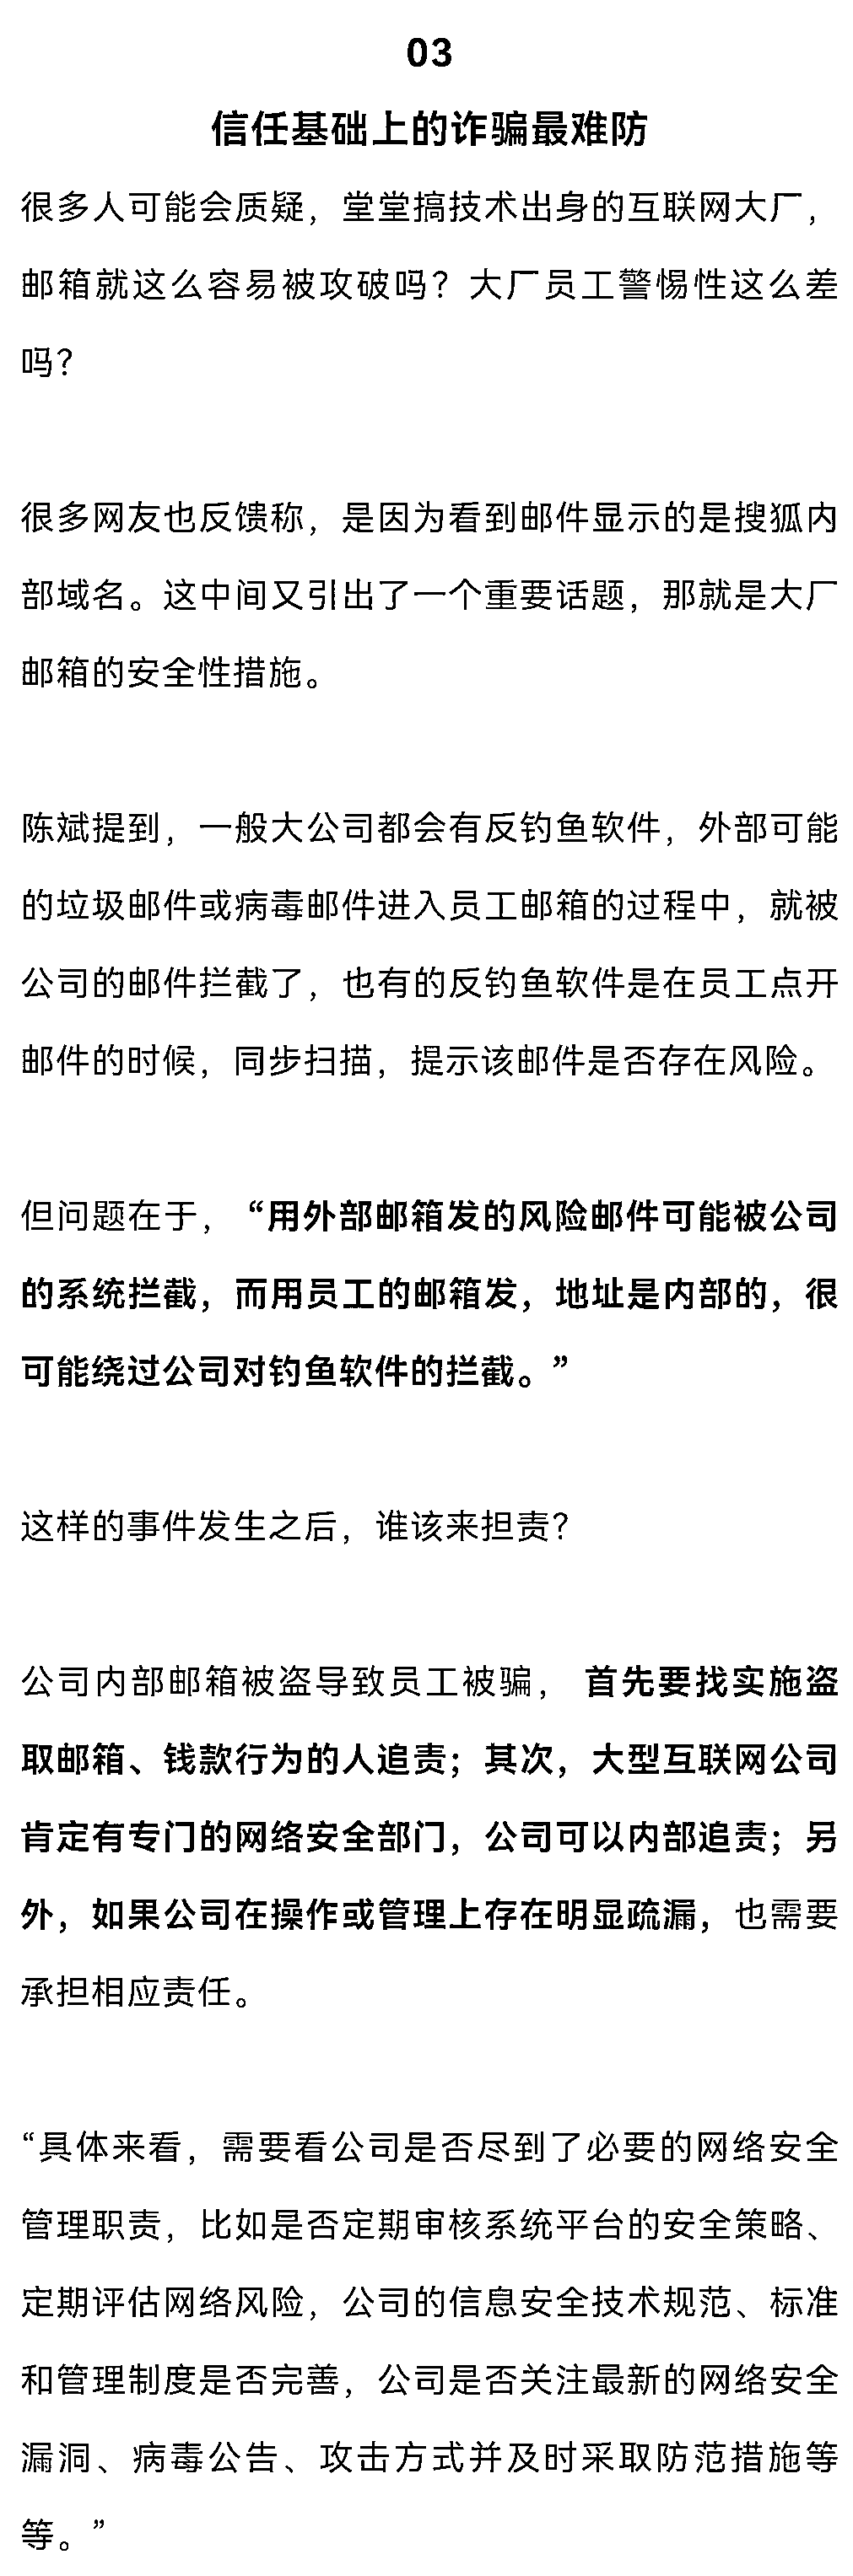 03
信任基础上的诈骗最难防
很多人可能会质疑，堂堂搞技术出身的互联网大厂，
邮箱就这么容易被攻破吗？大厂员工警惕性这么差
吗？
很多网友也反馈称，是因为看到邮件显示的是搜狐内
部域名。这中间又引出了一个重要话题，那就是大厂
邮箱的安全性措施。
陈斌提到，一般大公司都会有反钓鱼软件，外部可能
的垃圾邮件或病毒邮件进入员工邮箱的过程中，就被
公司的邮件拦截了，也有的反钓鱼软件是在员工点开
邮件的时候，同步扫描，提示该邮件是否存在风险。
但问题在于，“用外部邮箱发的风险邮件可能被公司
的系统拦截，而用员工的邮箱发，地址是内部的，很
可能绕过公司对钓鱼软件的拦截。”
这样的事件发生之后，谁该来担责？
公司内部邮箱被盗导致员工被骗，首先要找实施盗
取邮箱、钱款行为的人追责；其次，大型互联网公司
肯定有专门的网络安全部门，公司可以内部追责；另
外，如果公司在操作或管理上存在明显疏漏，也需要
承担相应责任。
“具体来看，需要看公司是否尽到了必要的网络安全
管理职责，比如是否定期审核系统平台的安全策略、
定期评估网络风险，公司的信息安全技术规范、标准
和管理制度是否完善，公司是否关注最新的网络安全
漏洞、病毒公告、攻击方式并及时采取防范措施等
等。”